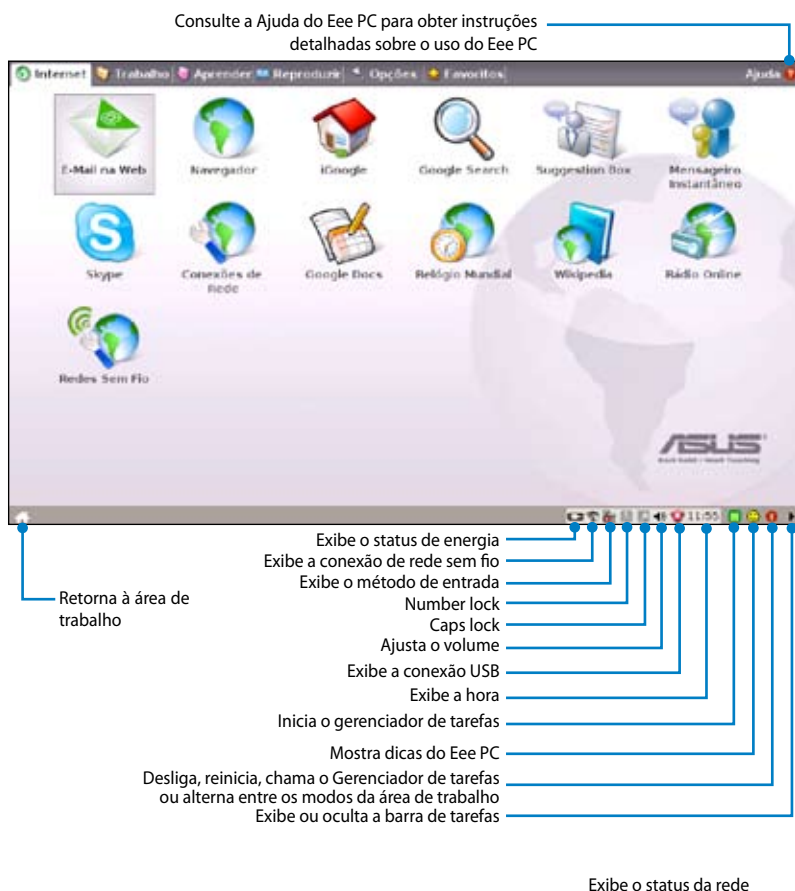 Consulte a Ajuda do Eee PC para obter instruções
detalhadas sobre o uso do Eee PC
Internet Trabalho Aprender Reproduzir Opções Favoritos Ajuda ?
E-Mail na Web Navegador iGoogle Google Search Suggestion Box Mensageiro
Instantâneo
Skype Conexões de Google Docs Relógio Mundial Wikipedia Rádio Online
Rede
Redes Sem Fio
ASUS
11:55
Exibe o status de energia
Exibe a conexão de rede sem fio
Exibe o método de entrada
Retorna à área de
trabalho
Number lock
Caps lock
Ajusta o volume
Exibe a conexão USB
Exibe a hora
Inicia o gerenciador de tarefas
Mostra dicas do Eee PC
Desliga, reinicia, chama o Gerenciador de tarefas
ou alterna entre os modos da área de trabalho
Exibe ou oculta a barra de tarefas
Exibe o status da rede